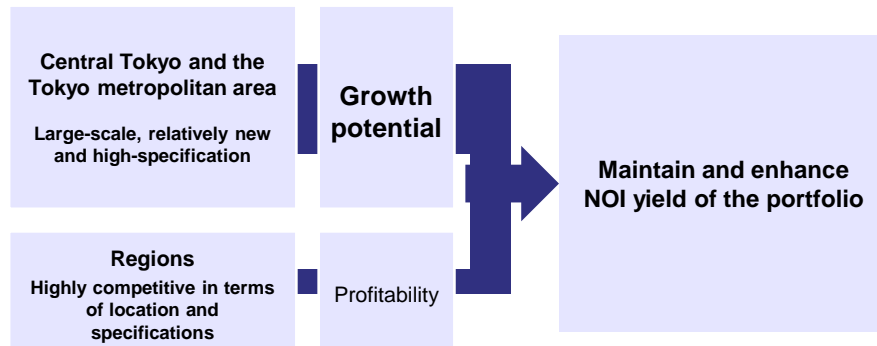 Central Tokyo and the
Tokyo metropolitan area
Large-scale, relatively new
and high-specification
Growth
potential
Regions
Highly competitive in terms
of location and
specifications
Profitability
Maintain and enhance
NOI yield of the portfolio